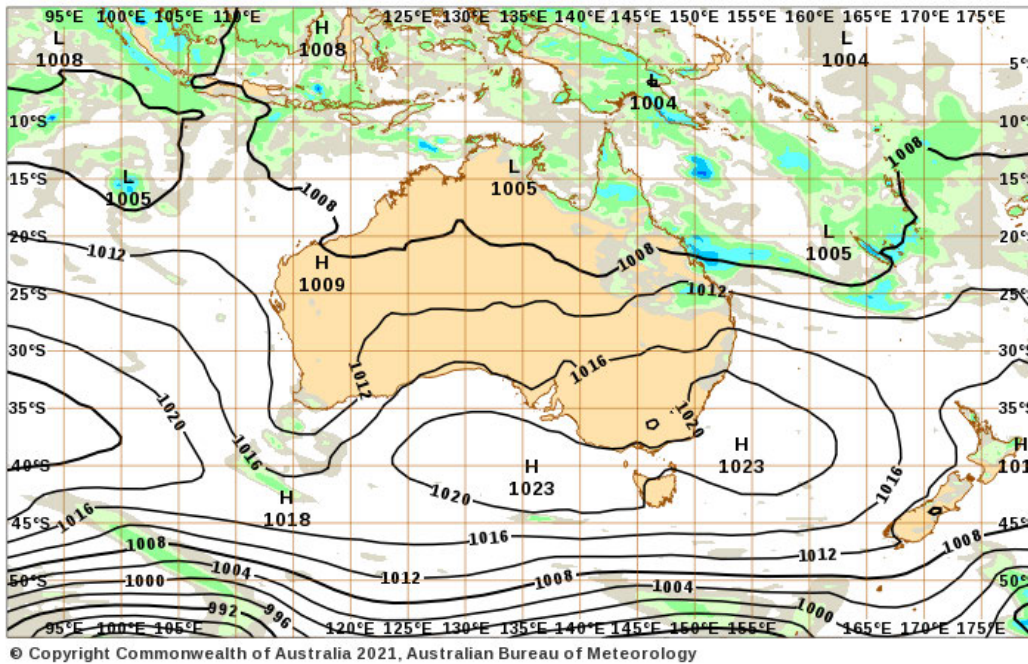 95°E 100°E 105°E 110°E 125°E 130°E 135°E 140°E 145°E 150°E 155°E 160°E 165°E 170°E 175°E
L 1008
H 1008
L 1004
5°S 5°
L 1004
10°S 10°S
1008
L 1005
L 1005
15°S 15°S
1008
20°S 20°S
L 1005
1012
1008
H 1009
25°S 25°S
1012
30°S 30°S
1016
1012
35°S 35°S
1020
1020
1016
H 1023
H 1023
H 101
40°S 40°S
1020
1016
H 1018
45°S 45°S
1016
1016
1008
1012
1008
1004
1012
1008
50°S 50°
1000
1004
992
996
1000
95°E 100°E 105°E 120°E 125°E 130°E 135°E 140°E 145°E 150°E 155°E 165°E 170°E 175°E
© Copyright Commonwealth of Australia 2021, Australian Bureau of Meteorology